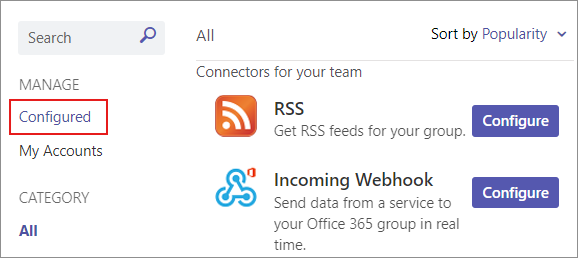 Search
MANAGE
Configured
My Accounts
CATEGORY
All
All
Sort by Popularity
Connectors for your team
RSS
Get RSS feeds for your group.
Configure
Incoming Webhook
Send data from a service to
your Office 365 group in real
time.
Configure